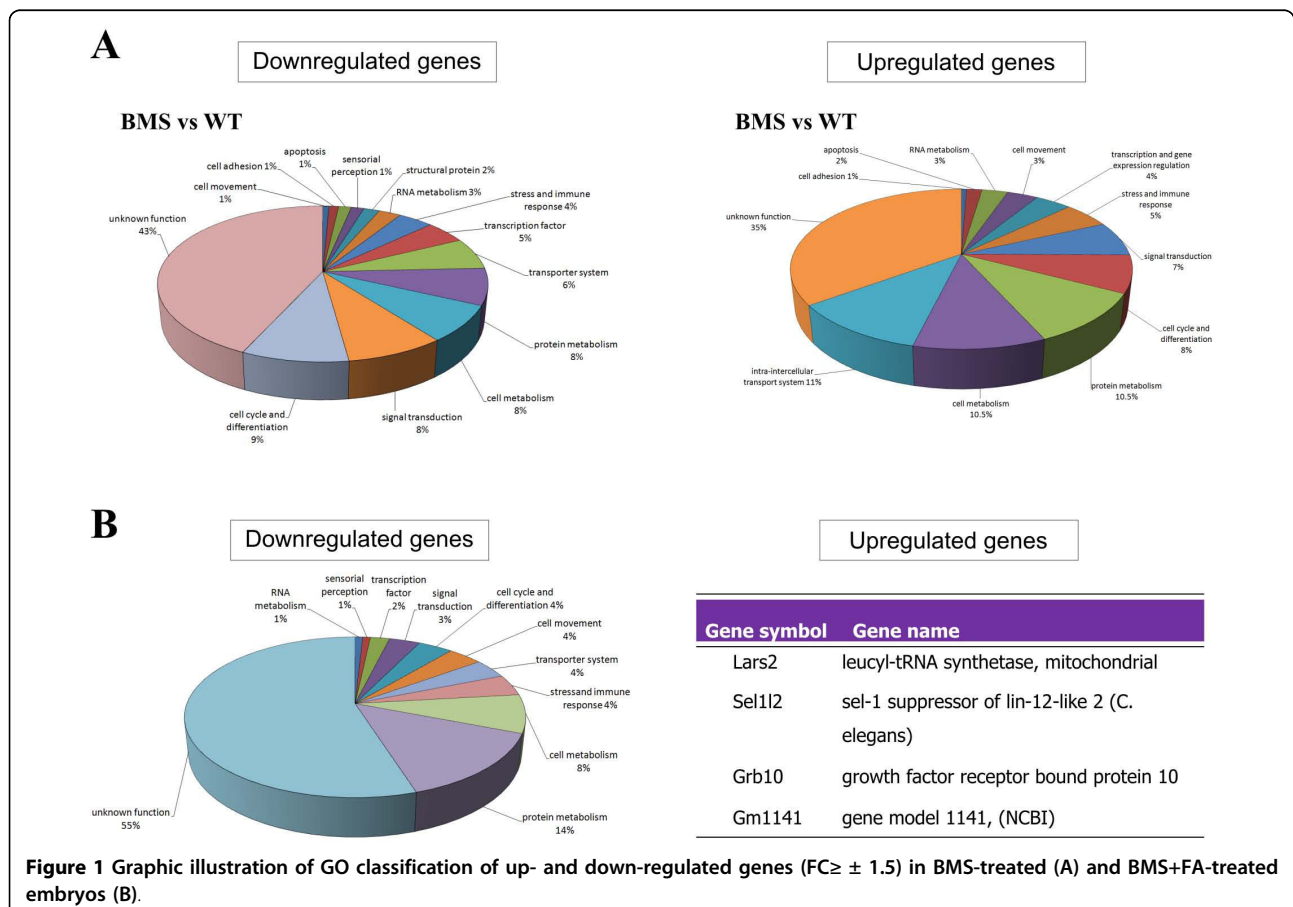 A
Downregulated genes
Upregulated genes
BMS vs WT
cell movement
1%
cell adhesion 1%
apoptosis
1%
sensorial
perception 1%
structural protein 2%
RNA metabolism 3%
stress and immune
response 4%
transcription factor
5%
transporter system
6%
protein metabolism
8%
cell metabolism
8%
signal transduction
8%
cell cycle and
differentiation
9%
unknown function
43%
BMS vs WT
cell adhesion 1%
apoptosis
2%
RNA metabolism
3%
cell movement
3%
transcription and gene
expression regulation
4%
stress and immune
response
5%
signal transduction
7%
cell cycle and
differentiation
8%
protein metabolism
10.5%
cell metabolism
10.5%
intra-intercellular
transport system 11%
unknown function
35%
B
Downregulated genes
Upregulated genes
RNA
metabolism
1%
sensorial
perception
1%
transcription
factor
2%
signal
transduction
3%
cell cycle and
differentiation 4%
cell movement
4%
transporter system
4%
stressand immune
response 4%
cell metabolism
8%
protein metabolism
14%
unknown function
55%
Gene symbol Gene name
Lars2 leucyl-tRNA synthetase, mitochondrial
Sel1l2 sel-1 suppressor of lin-12-like 2 (C.
elegans)
Grb10 growth factor receptor bound protein 10
Gm1141 gene model 1141, (NCBI)
Figure 1 Graphic illustration of GO classification of up- and down-regulated genes (FC≥ ± 1.5) in BMS-treated (A) and BMS+FA-treated
embryos (B).